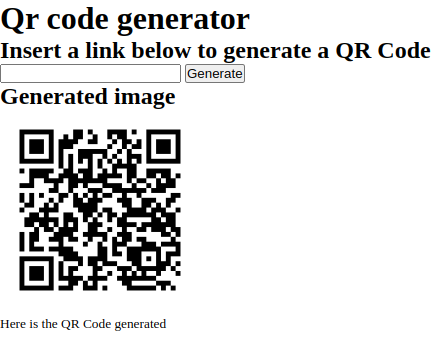 Qr code generator
Insert a link below to generate a QR Code
Generate
Generated image
Here is the QR Code generated